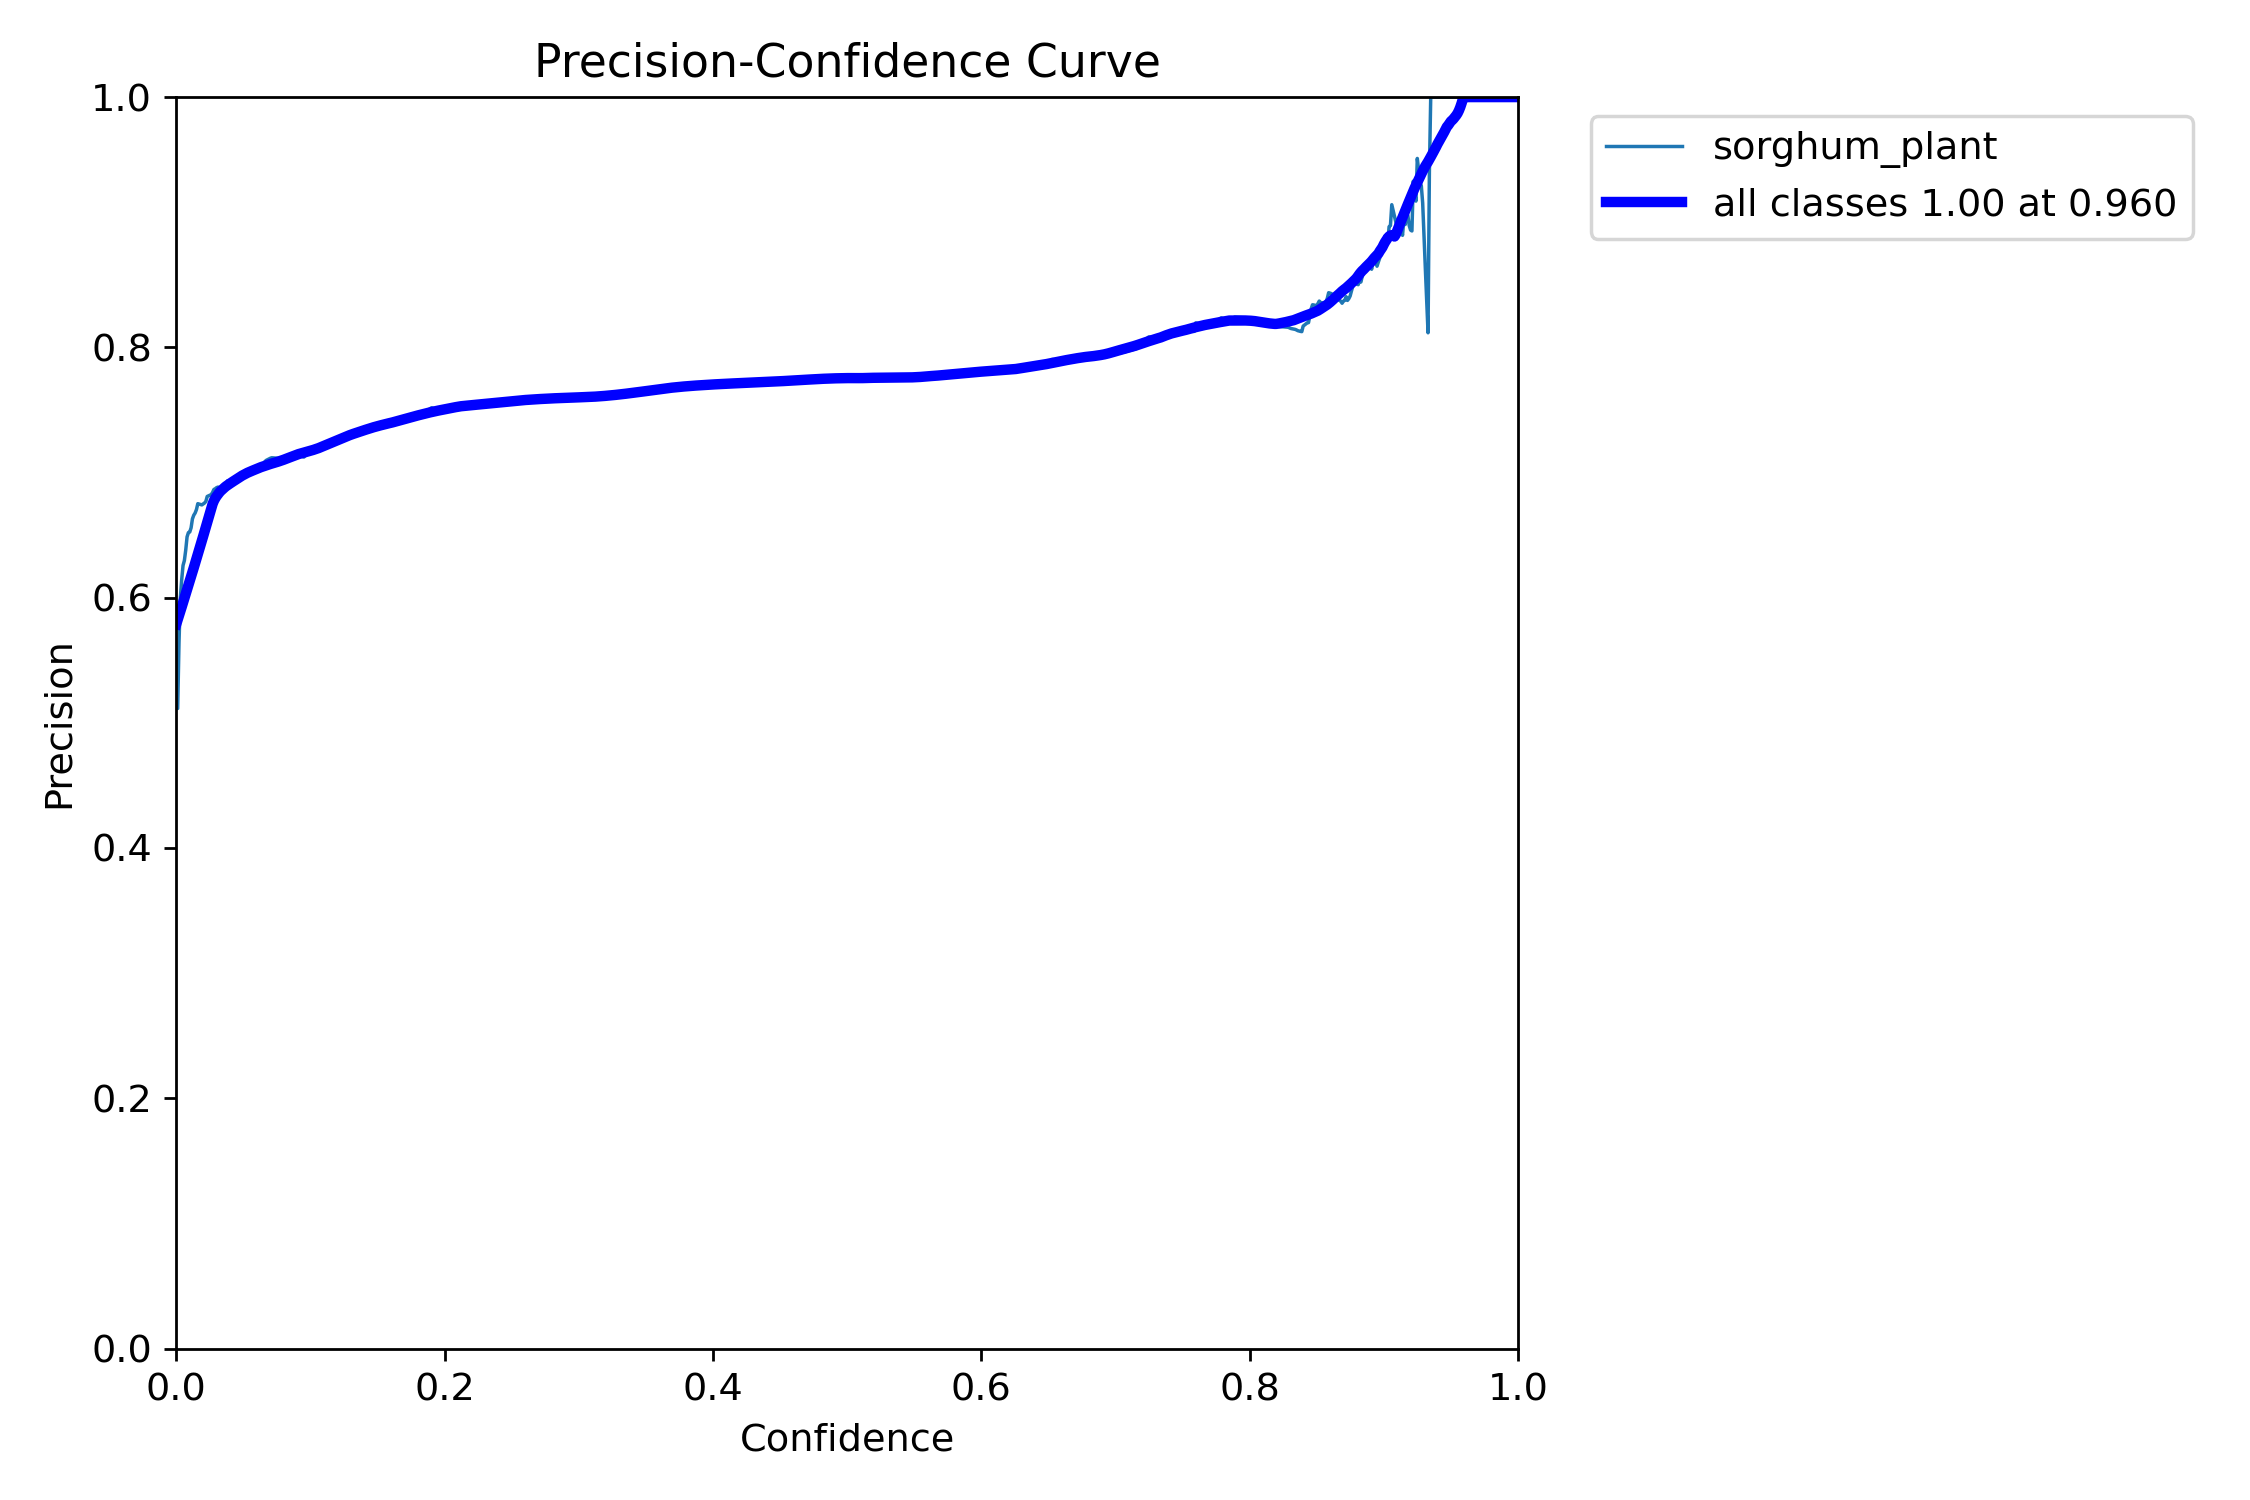 Precision-Confidence Curve
1.0
0.8
0.6
0.4
0.2
0.0
Precision
0.0 0.2 0.4 0.6 0.8 1.0
Confidence
sorghum_plant
all classes 1.00 at 0.960